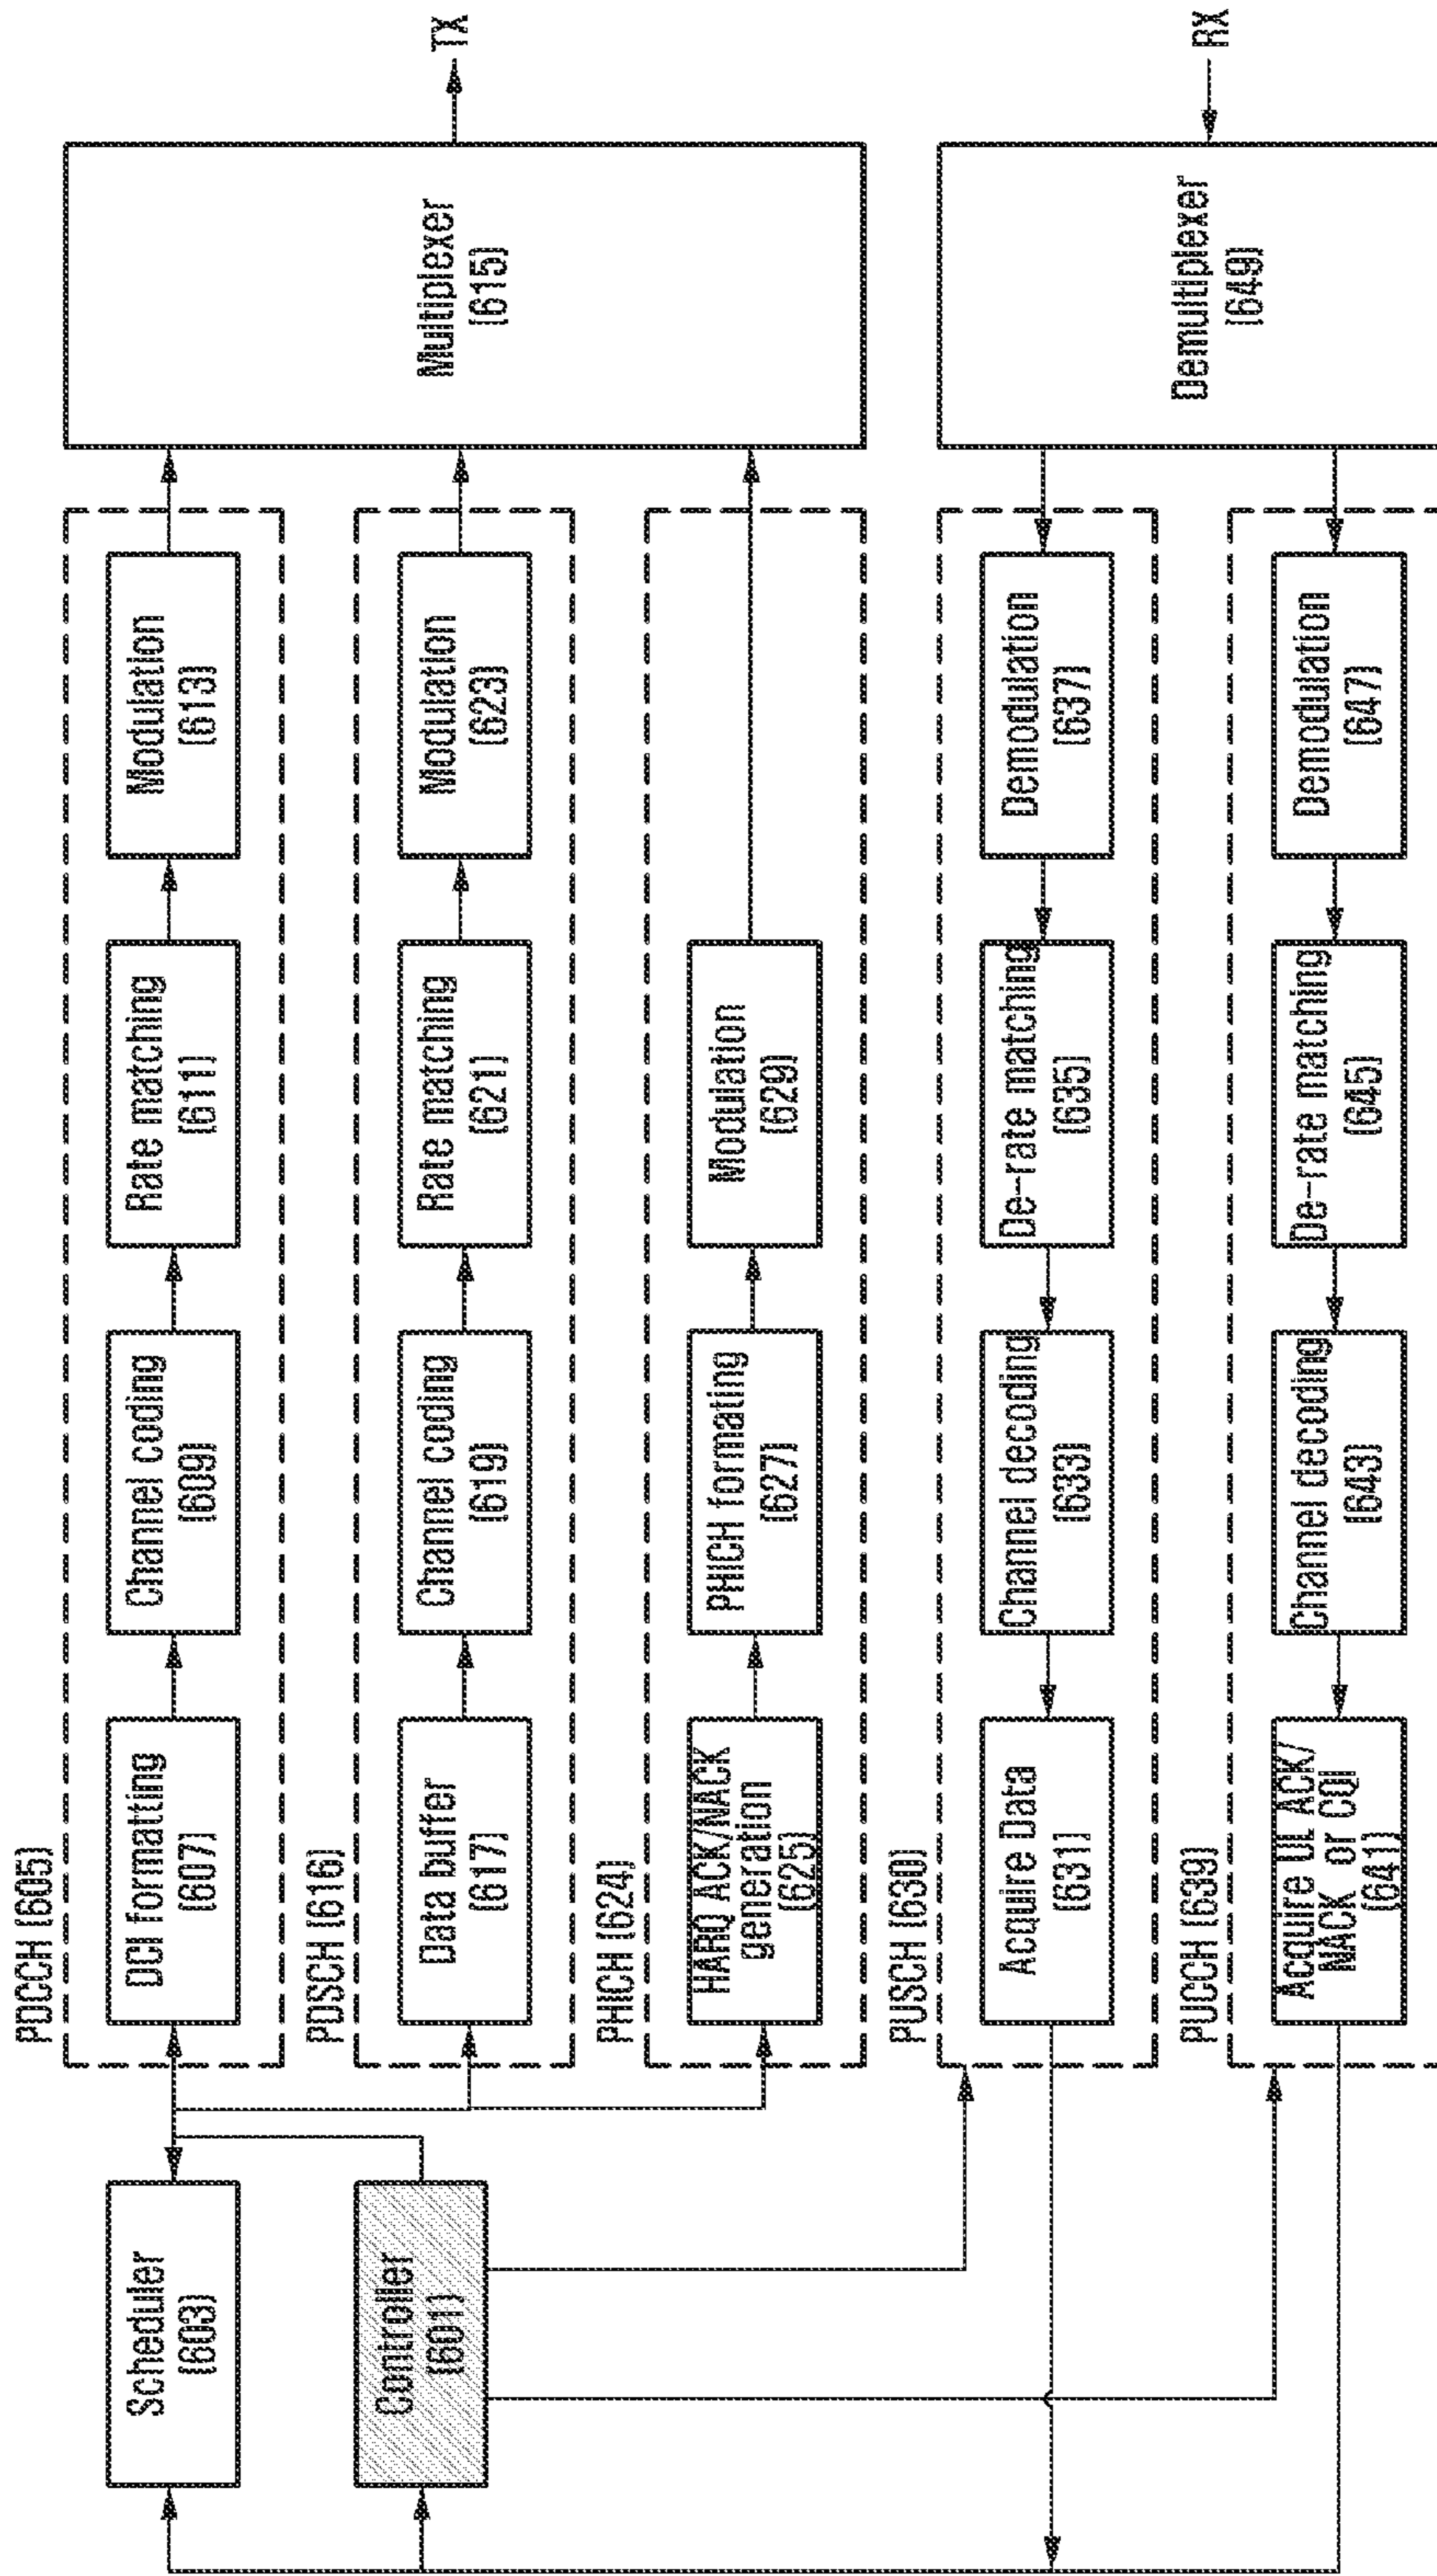 Scheduler
(603)
Controller
(601)
PDCCH (605)
DCI formatting
(607)
Channel coding
(609)
Rate matching
(611)
Modulation
(613)
PDSCH (616)
Data buffer
(617)
Channel coding
(619)
Rate matching
(621)
Modulation
(623)
PHICH (624)
HARQ ACK/NACK
generation
(625)
PHICH formating
(627)
Modulation
(629)
Multiplexer
(615)
TX
PUSCH (630)
Acquire Data
(631)
Channel decoding
(633)
De-rate matching
(635)
Demodulation
(637)
PUCCH (639)
Acquire UL ACK/
NACK or CQI
(641)
Channel decoding
(643)
De-rate matching
(645)
Demodulation
(647)
Demultiplexer
(649)
RX